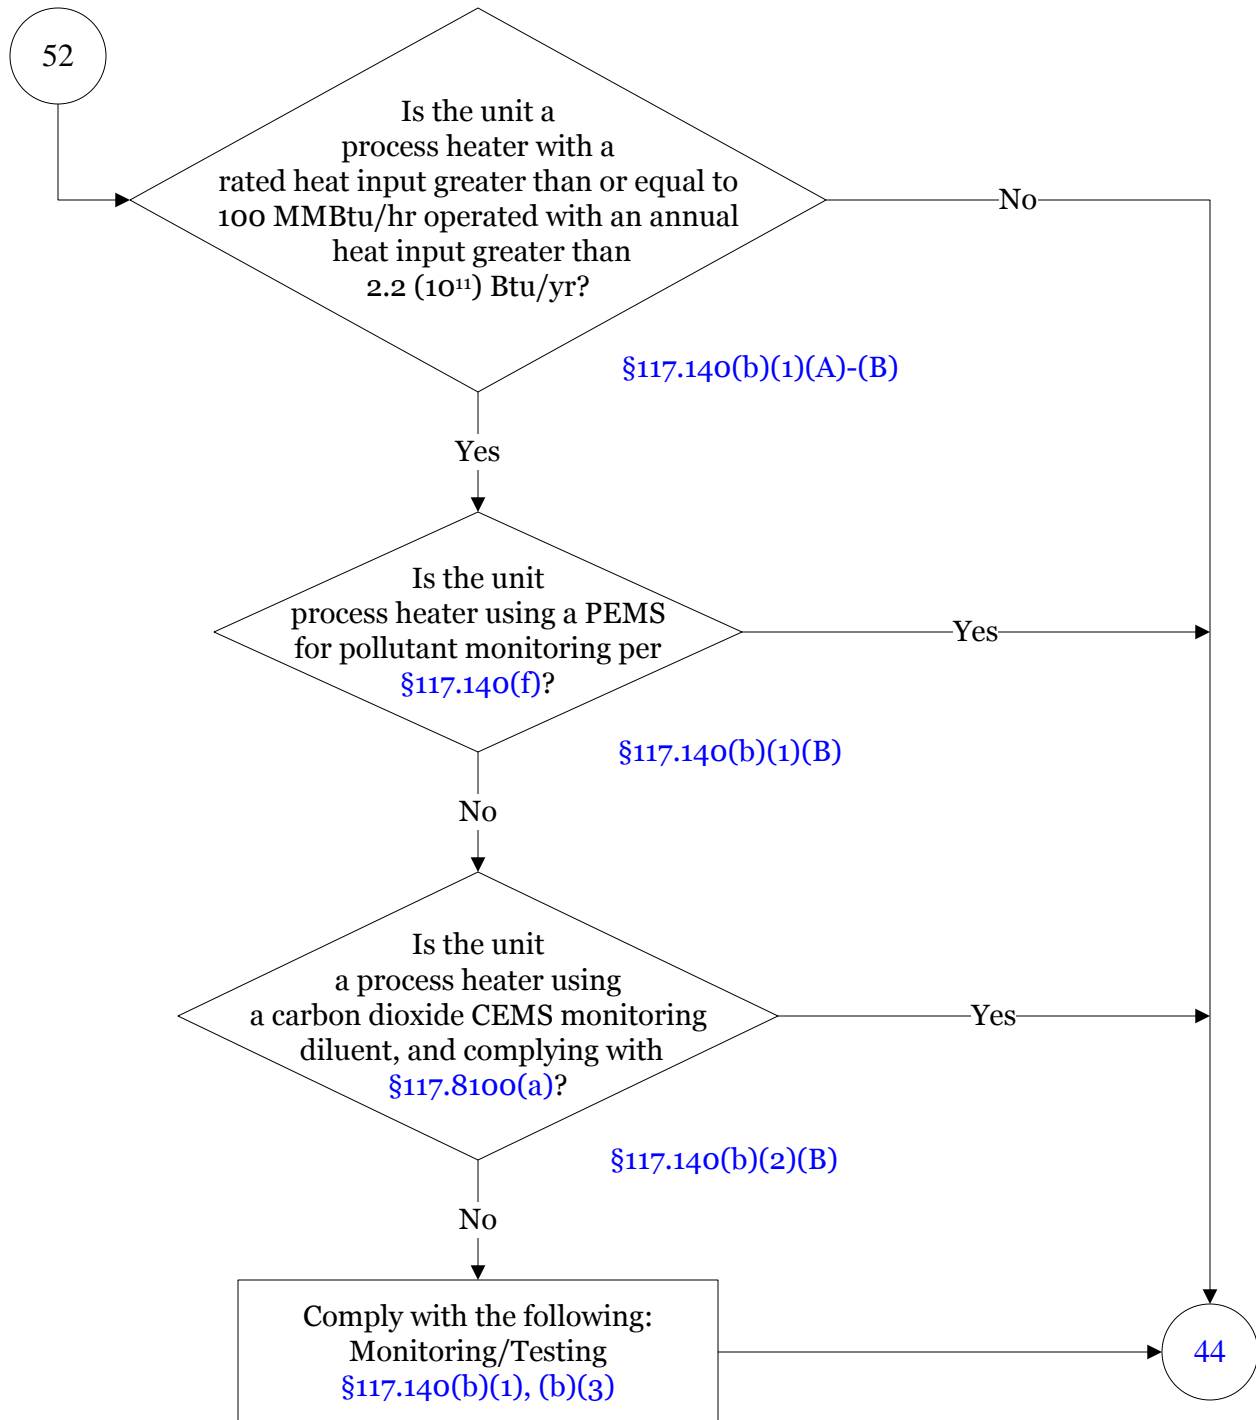 52
Is the unit a
process heater with a
rated heat input greater than or equal to
100 MMBtu/hr operated with an annual
heat input greater than
2.2 (10¹¹) Btu/yr?
No
§117.140(b)(1)(A)-(B)
Yes
Is the unit
process heater using a PEMS
for pollutant monitoring per
§117.140(f)?
Yes
§117.140(b)(1)(B)
No
Is the unit
a process heater using
a carbon dioxide CEMS monitoring
diluent, and complying with
§117.8100(a)?
Yes
§117.140(b)(2)(B)
No
Comply with the following:
Monitoring/Testing
§117.140(b)(1), (b)(3)
44